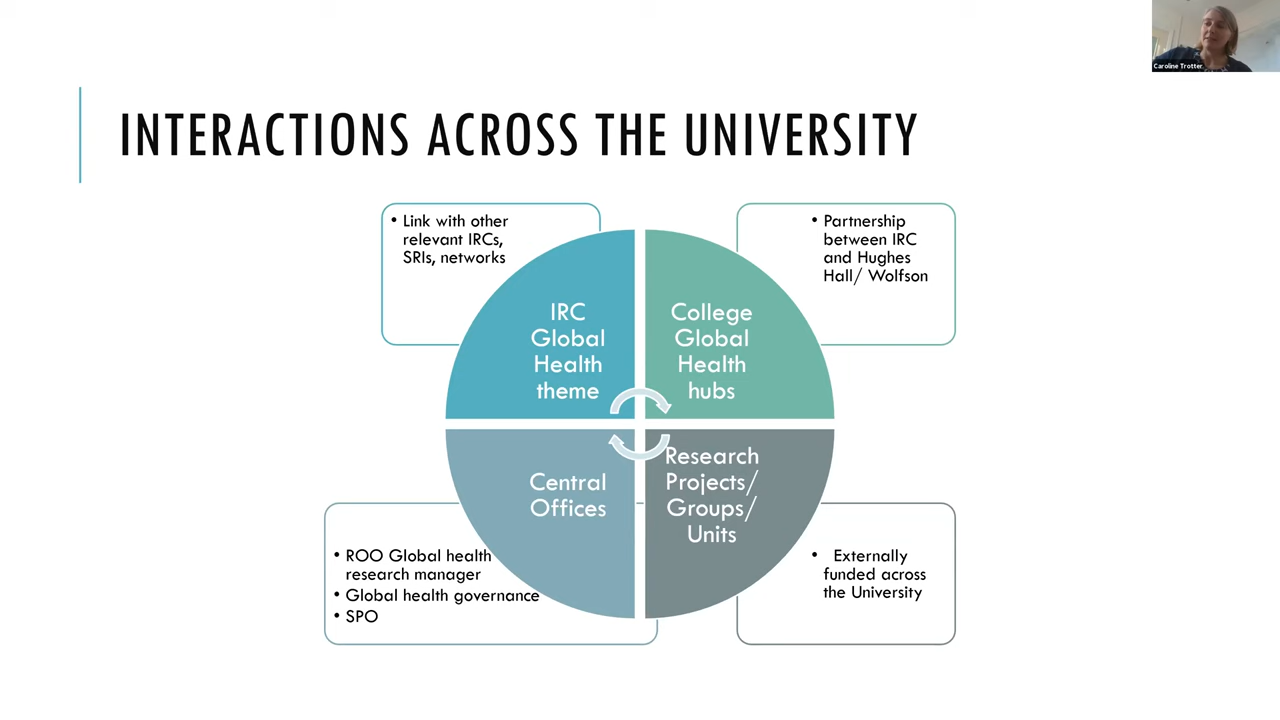 Caroline Trotter
INTERACTIONS ACROSS THE UNIVERSITY
• Link with other
relevant IRCs,
SRIs, networks
• Partnership
between IRC
and Hughes
Hall/ Wolfson
IRC
Global
Health
theme
College
Global
Health
hubs
Central
Offices
Research
Projects/
Groups/
Units
• ROO Global health
research manager
• Global health governance
• SPO
• Externally
funded across
the University